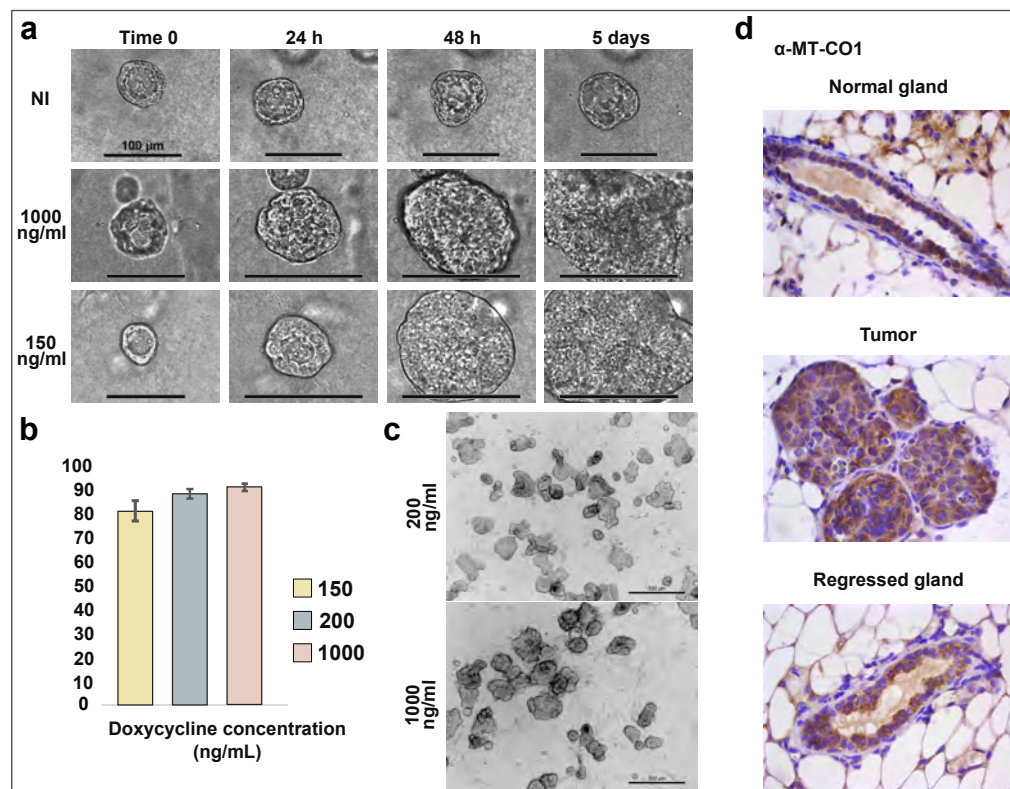 a
Time 0 24 h 48 h 5 days
NI
100 µm
1000
ng/ml
150
ng/ml
b
100
90
80
70
60
50
40
30
20
10
0
150
200
1000
Doxycycline concentration
(ng/mL)
c
200
ng/ml
1000
ng/ml
d
α-MT-CO1
Normal gland
Tumor
Regressed gland